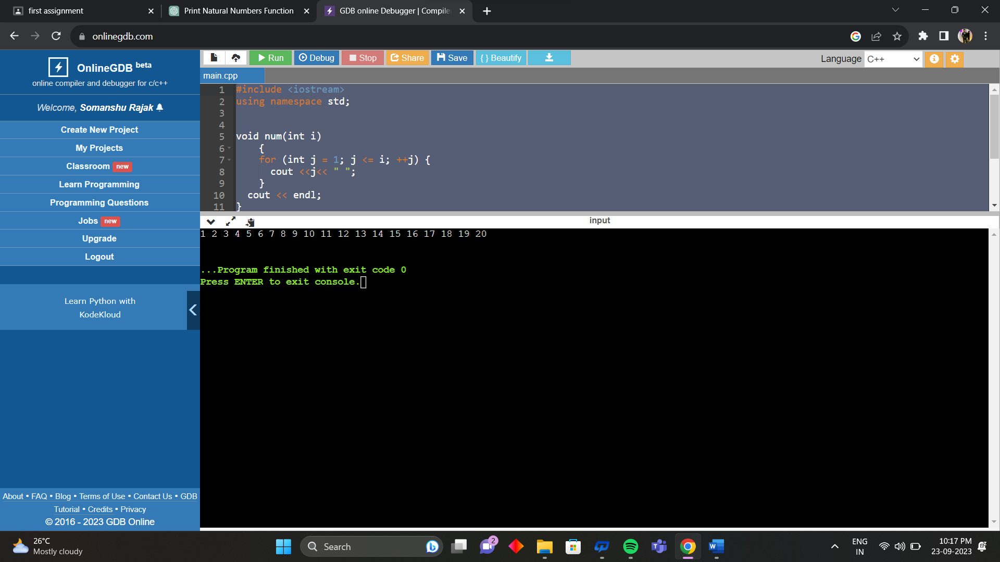 first assignment
Print Natural Numbers Function
GDB online Debugger | Compile
onlinegdb.com
OnlineGDB beta
online compiler and debugger for c/c++
Welcome, Somanshu Rajak
Create New Project
My Projects
Classroom new
Learn Programming
Programming Questions
Jobs new
Upgrade
Logout
Learn Python with
KodeKloud
About • FAQ • Blog • Terms of Use • Contact Us • GDB
Tutorial • Credits • Privacy
© 2016 - 2023 GDB Online
Run Debug Stop Share Save { } Beautify
Language C++
main.cpp
1 #include <iostream>
2 using namespace std;
3
4
5 void num(int i)
6 {
7 for (int j = 1; j <= i; ++j) {
8 cout <<j<< " ";
9 }
10 cout << endl;
11 }
input
1 2 3 4 5 6 7 8 9 10 11 12 13 14 15 16 17 18 19 20
...Program finished with exit code 0
Press ENTER to exit console.
26°C
Mostly cloudy
Search
2
ENG
IN
10:17 PM
23-09-2023